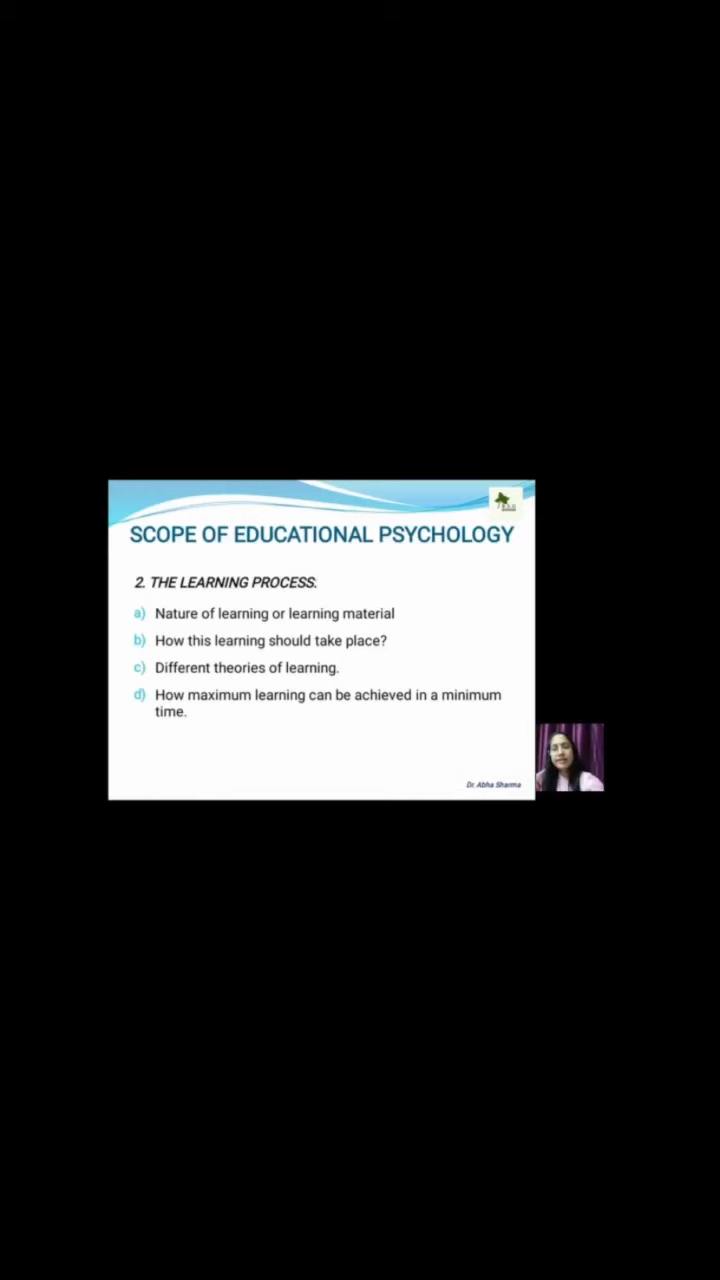 SCOPE OF EDUCATIONAL PSYCHOLOGY
2. THE LEARNING PROCESS:
a) Nature of learning or learning material
b) How this learning should take place?
c) Different theories of learning.
d) How maximum learning can be achieved in a minimum
time.
Dr. Abha Sharma